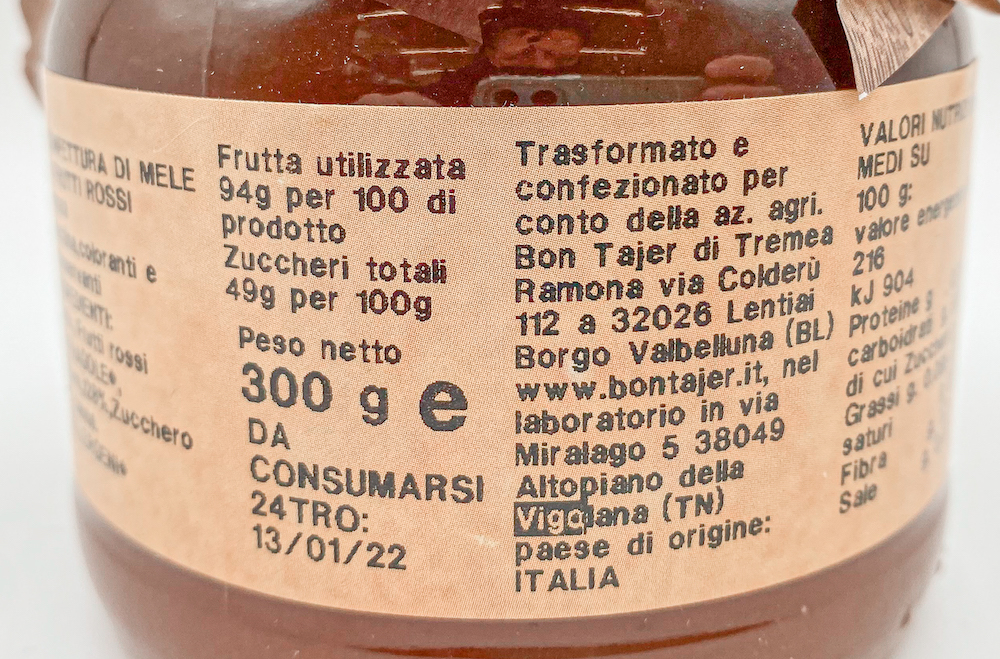 DI MELE
ROSSI
coloranti e
rossi
Zucchero
Frutta utilizzata
94g per 100 di
prodotto
Zuccheri totali
49g per 100g
Peso netto
300 g e
DA
CONSUMARSI
24TRO:
13/01/22
Trasformato e
confezionato per
conto della az. agri.
Bon Tajer di Tremea
Ramona via Colderù
112 a 32026 Lentiai
Borgo Valbelluna (BL)
www.bontajer.it, nel
laboratorio in via
Miralago 5 38049
Altopiano della
(TN)
paese di origine:
ITALIA
VALORI
MEDI SU
100 g:
valore
216
kJ 904
Proteine g
di cui
Grassi g.
saturi
Fibra
Sale